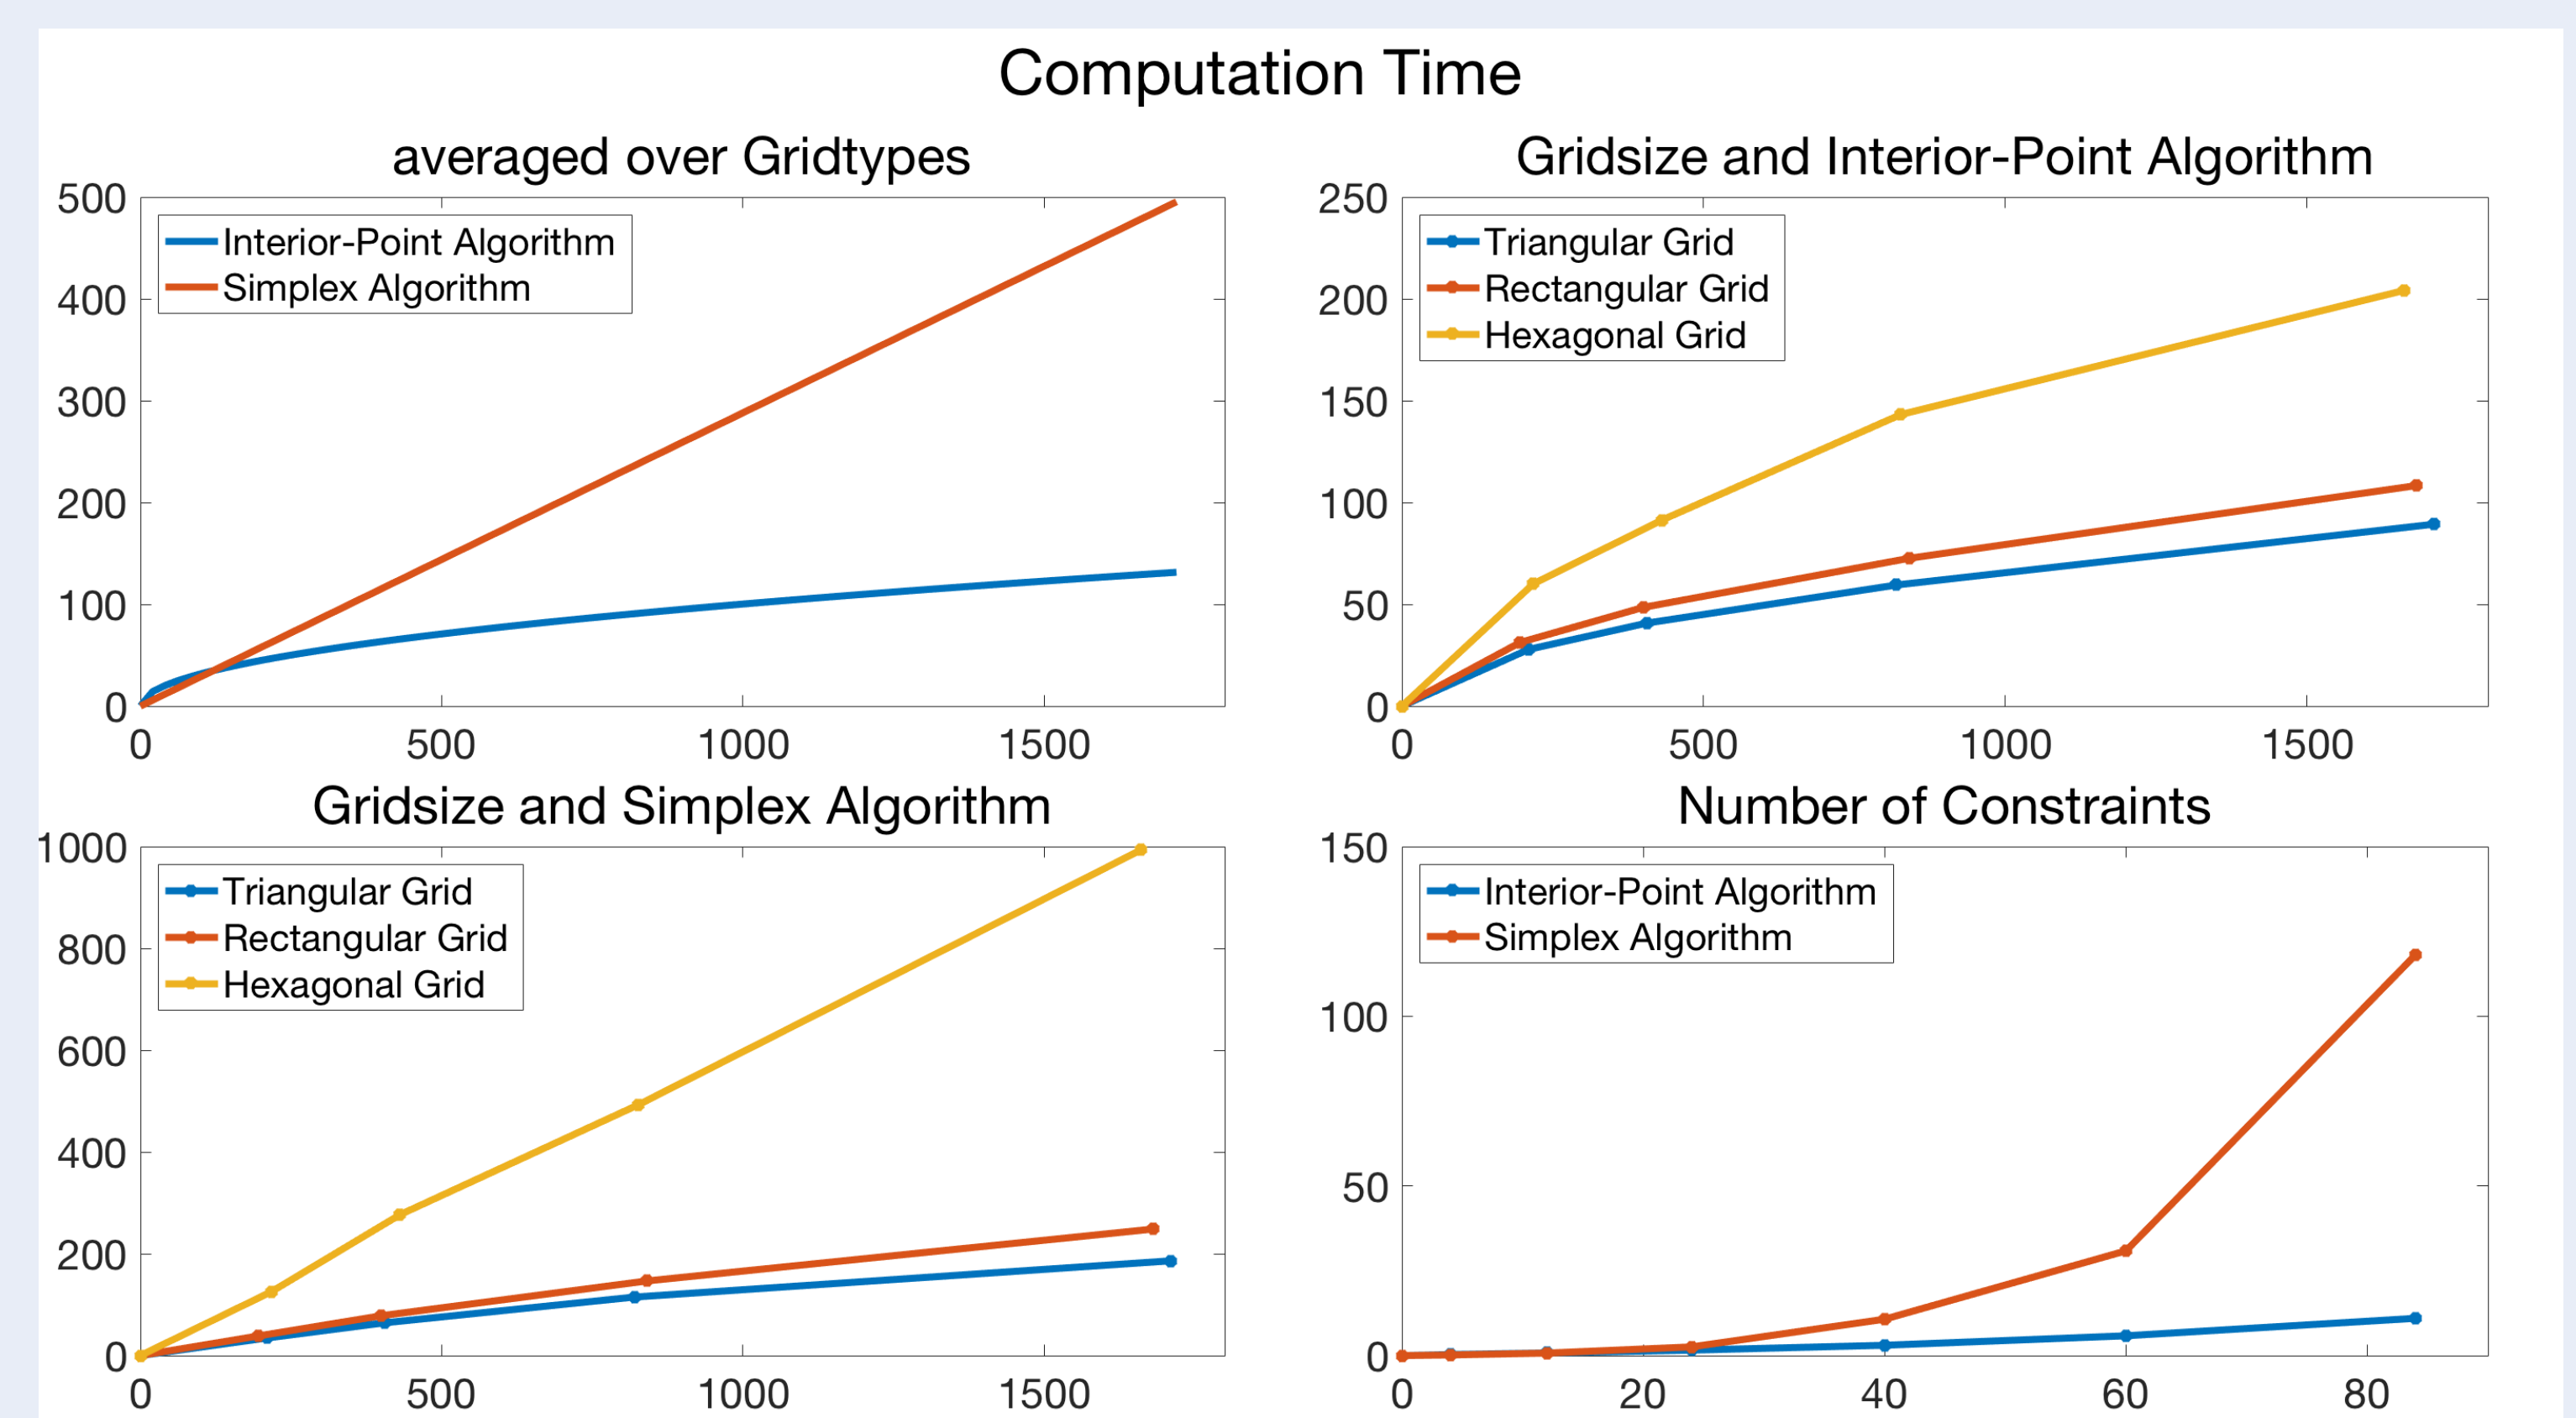 Computation Time
averaged over Gridtypes
500
400
300
200
100
0
Interior-Point Algorithm
Simplex Algorithm
0 500 1000 1500
Gridsize and Interior-Point Algorithm
250
200
150
100
50
0
Triangular Grid
Rectangular Grid
Hexagonal Grid
0 500 1000 1500
Gridsize and Simplex Algorithm
1000
800
600
400
200
0
Triangular Grid
Rectangular Grid
Hexagonal Grid
0 500 1000 1500
Number of Constraints
150
100
50
0
Interior-Point Algorithm
Simplex Algorithm
0 20 40 60 80